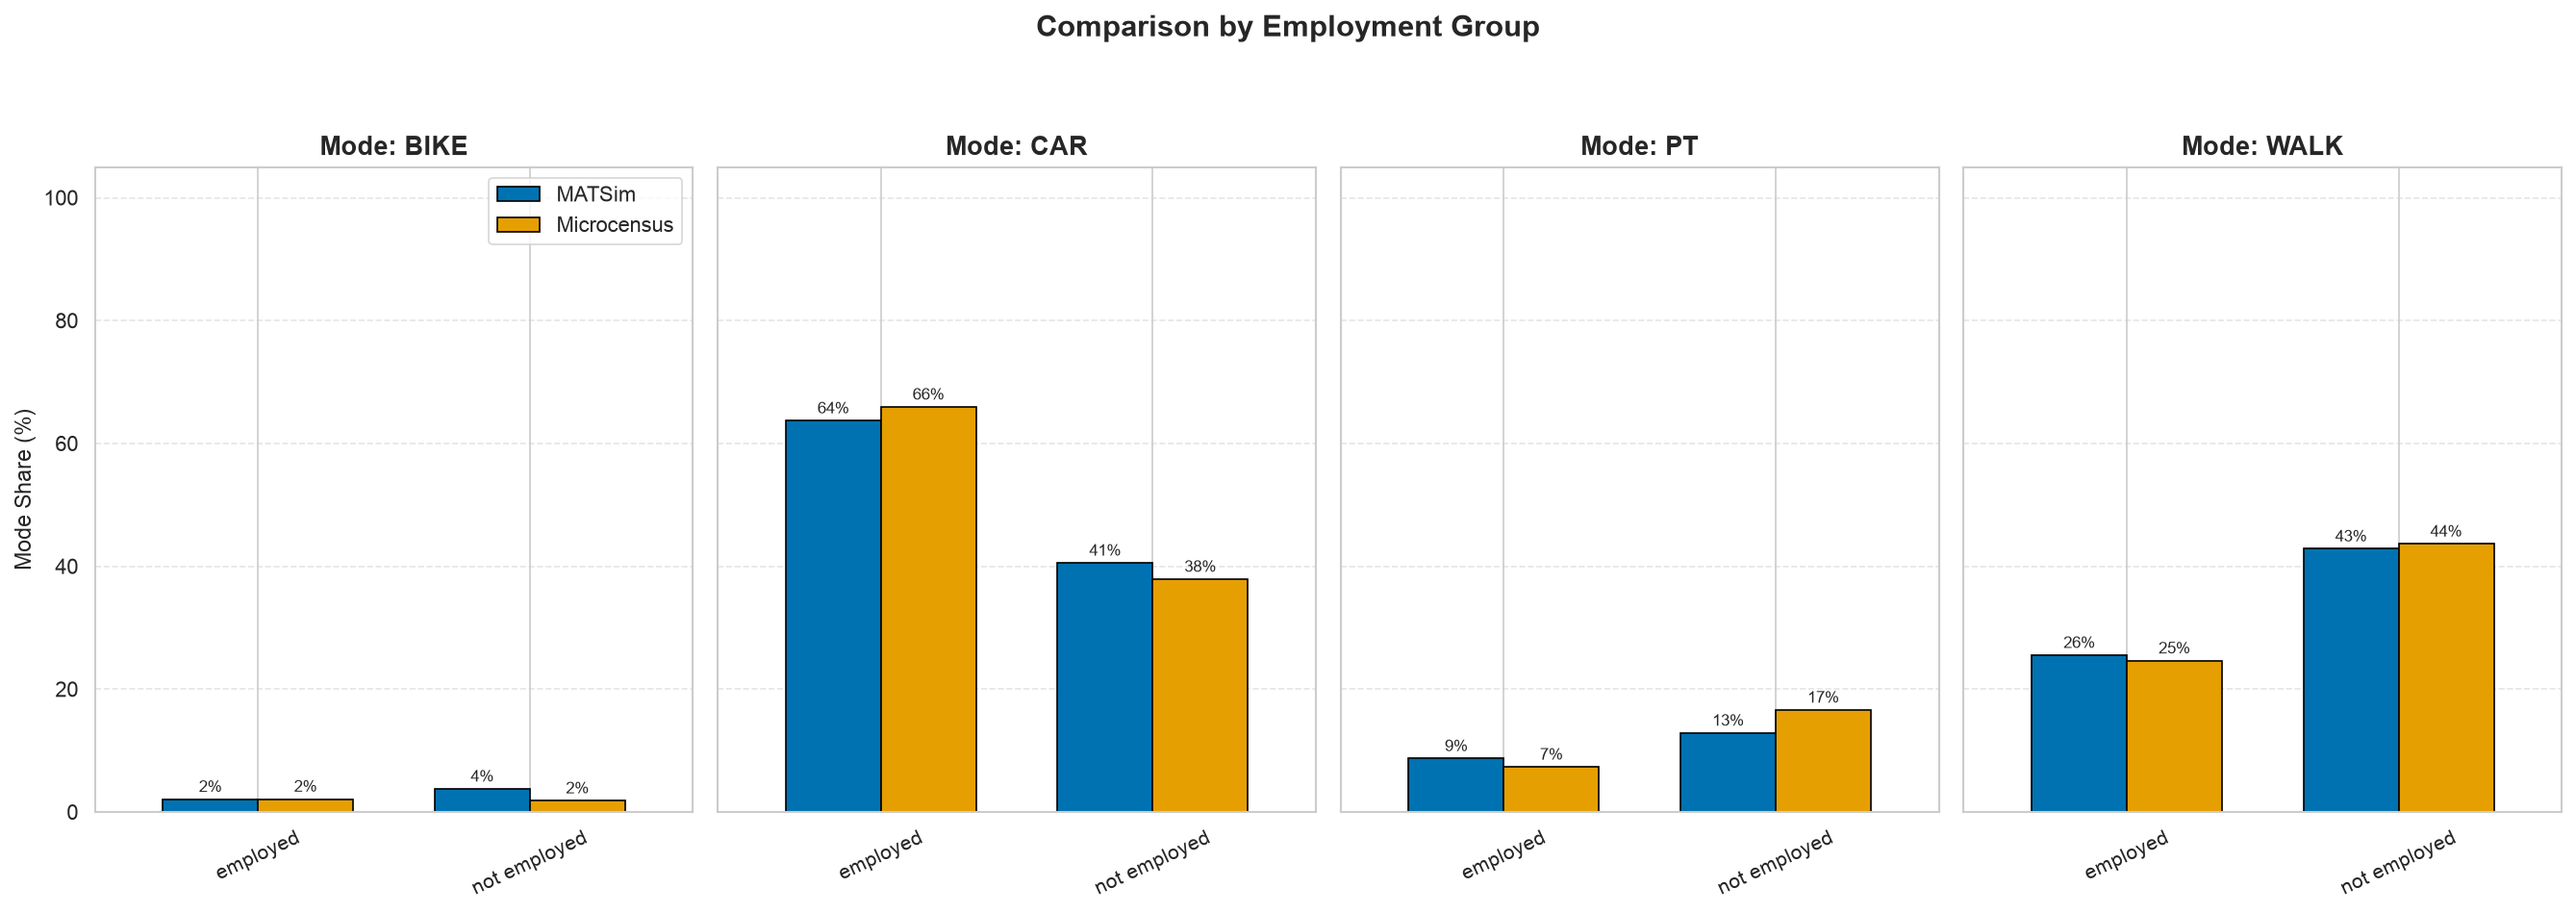 Comparison by Employment Group
Mode: BIKE
Mode: CAR
Mode: PT
Mode: WALK
MATSim
Microcensus
Mode Share (%)
100
80
60
40
20
0
2%
2%
4%
2%
64%
66%
41%
38%
9%
7%
13%
17%
26%
25%
43%
44%
employed
not employed
employed
not employed
employed
not employed
employed
not employed